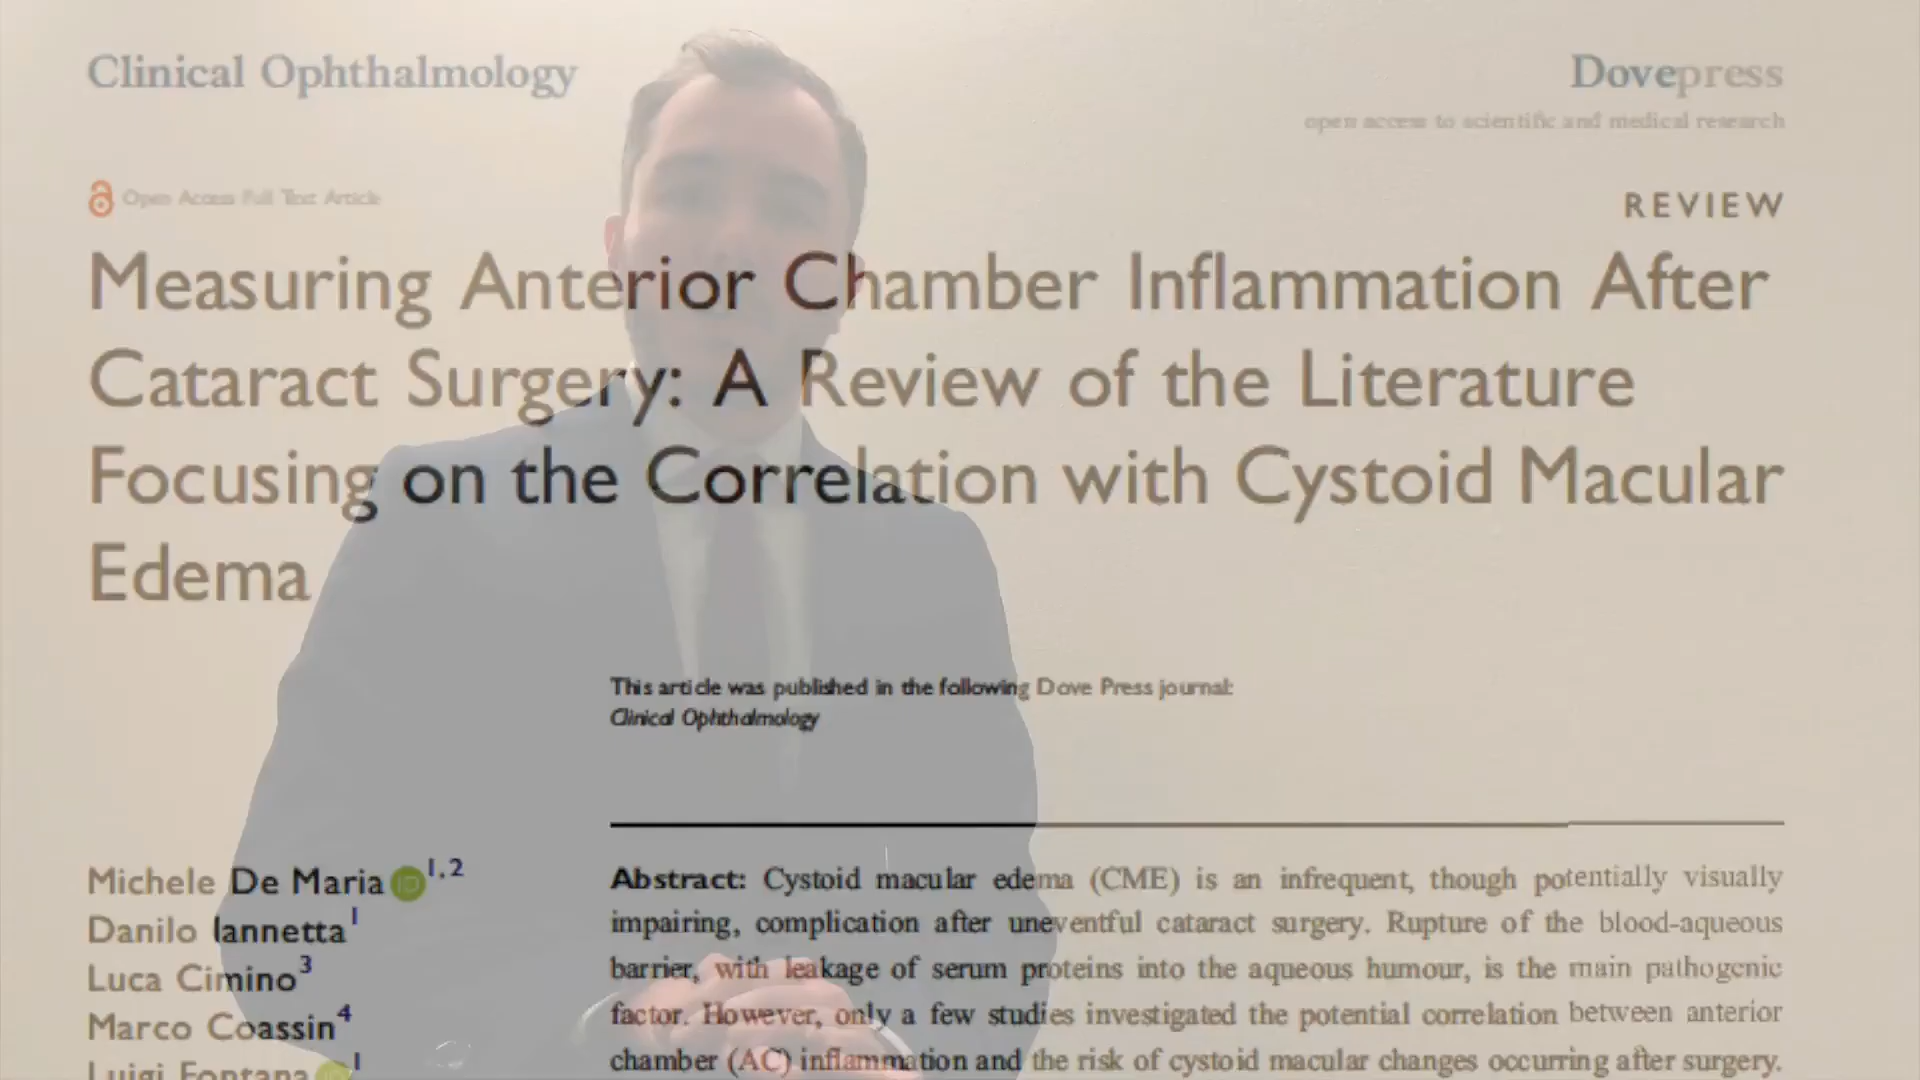 Clinical Ophthalmology
Dovepress
open access to scientific and medical research
Open Access Full Text Article
REVIEW
Measuring Anterior Chamber Inflammation After
Cataract Surgery: A Review of the Literature
Focusing on the Correlation with Cystoid Macular
Edema
This article was published in the following Dove Press journal:
Clinical Ophthalmology
Michele De Maria iD 1,2
Danilo Iannetta 1
Luca Cimino 3
Marco Coassin 4
Luigi Fontana iD 1
Abstract: Cystoid macular edema (CME) is an infrequent, though potentially visually
impairing, complication after uneventful cataract surgery. Rupture of the blood-aqueous
barrier, with leakage of serum proteins into the aqueous humour, is the main pathogenic
factor. However, only a few studies investigated the potential correlation between anterior
chamber (AC) inflammation and the risk of cystoid macular changes occurring after surgery.